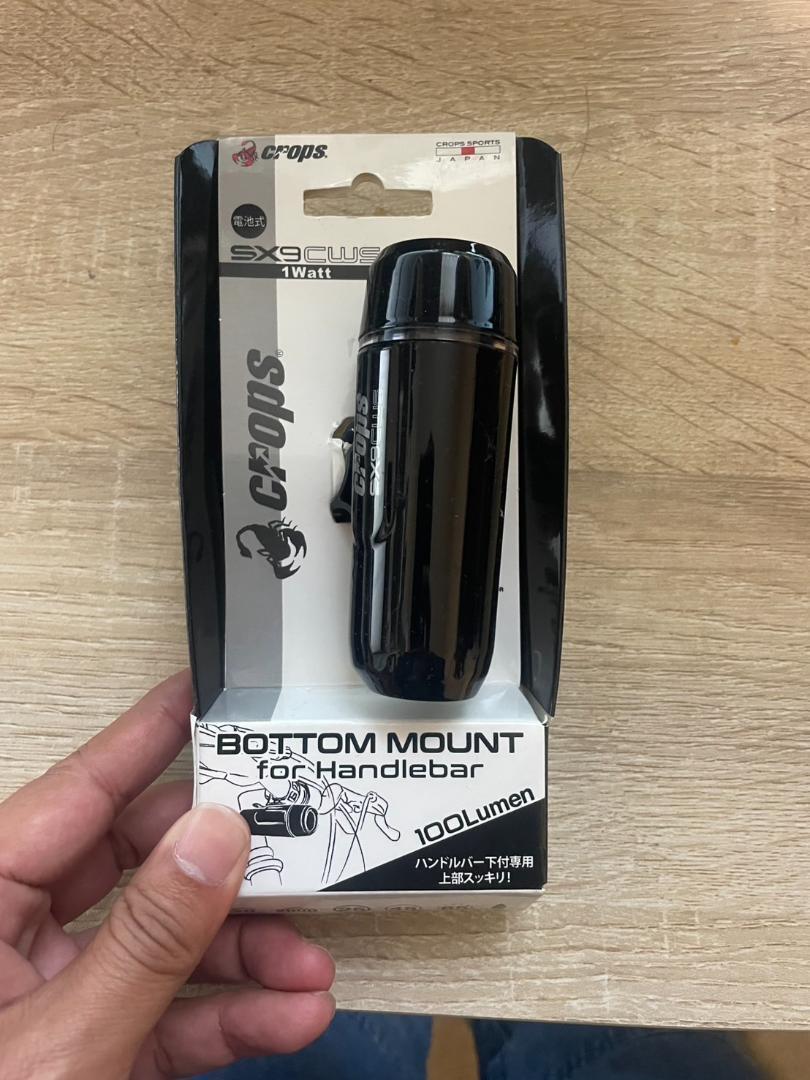 crops
CROPS SPORTS
JAPAN
電池式
SX9CWS
1Watt
crops
crops
SX9CWS
BOTTOM MOUNT
for Handlebar
100Lumen
ハンドルバー下付専用
上部スッキリ!